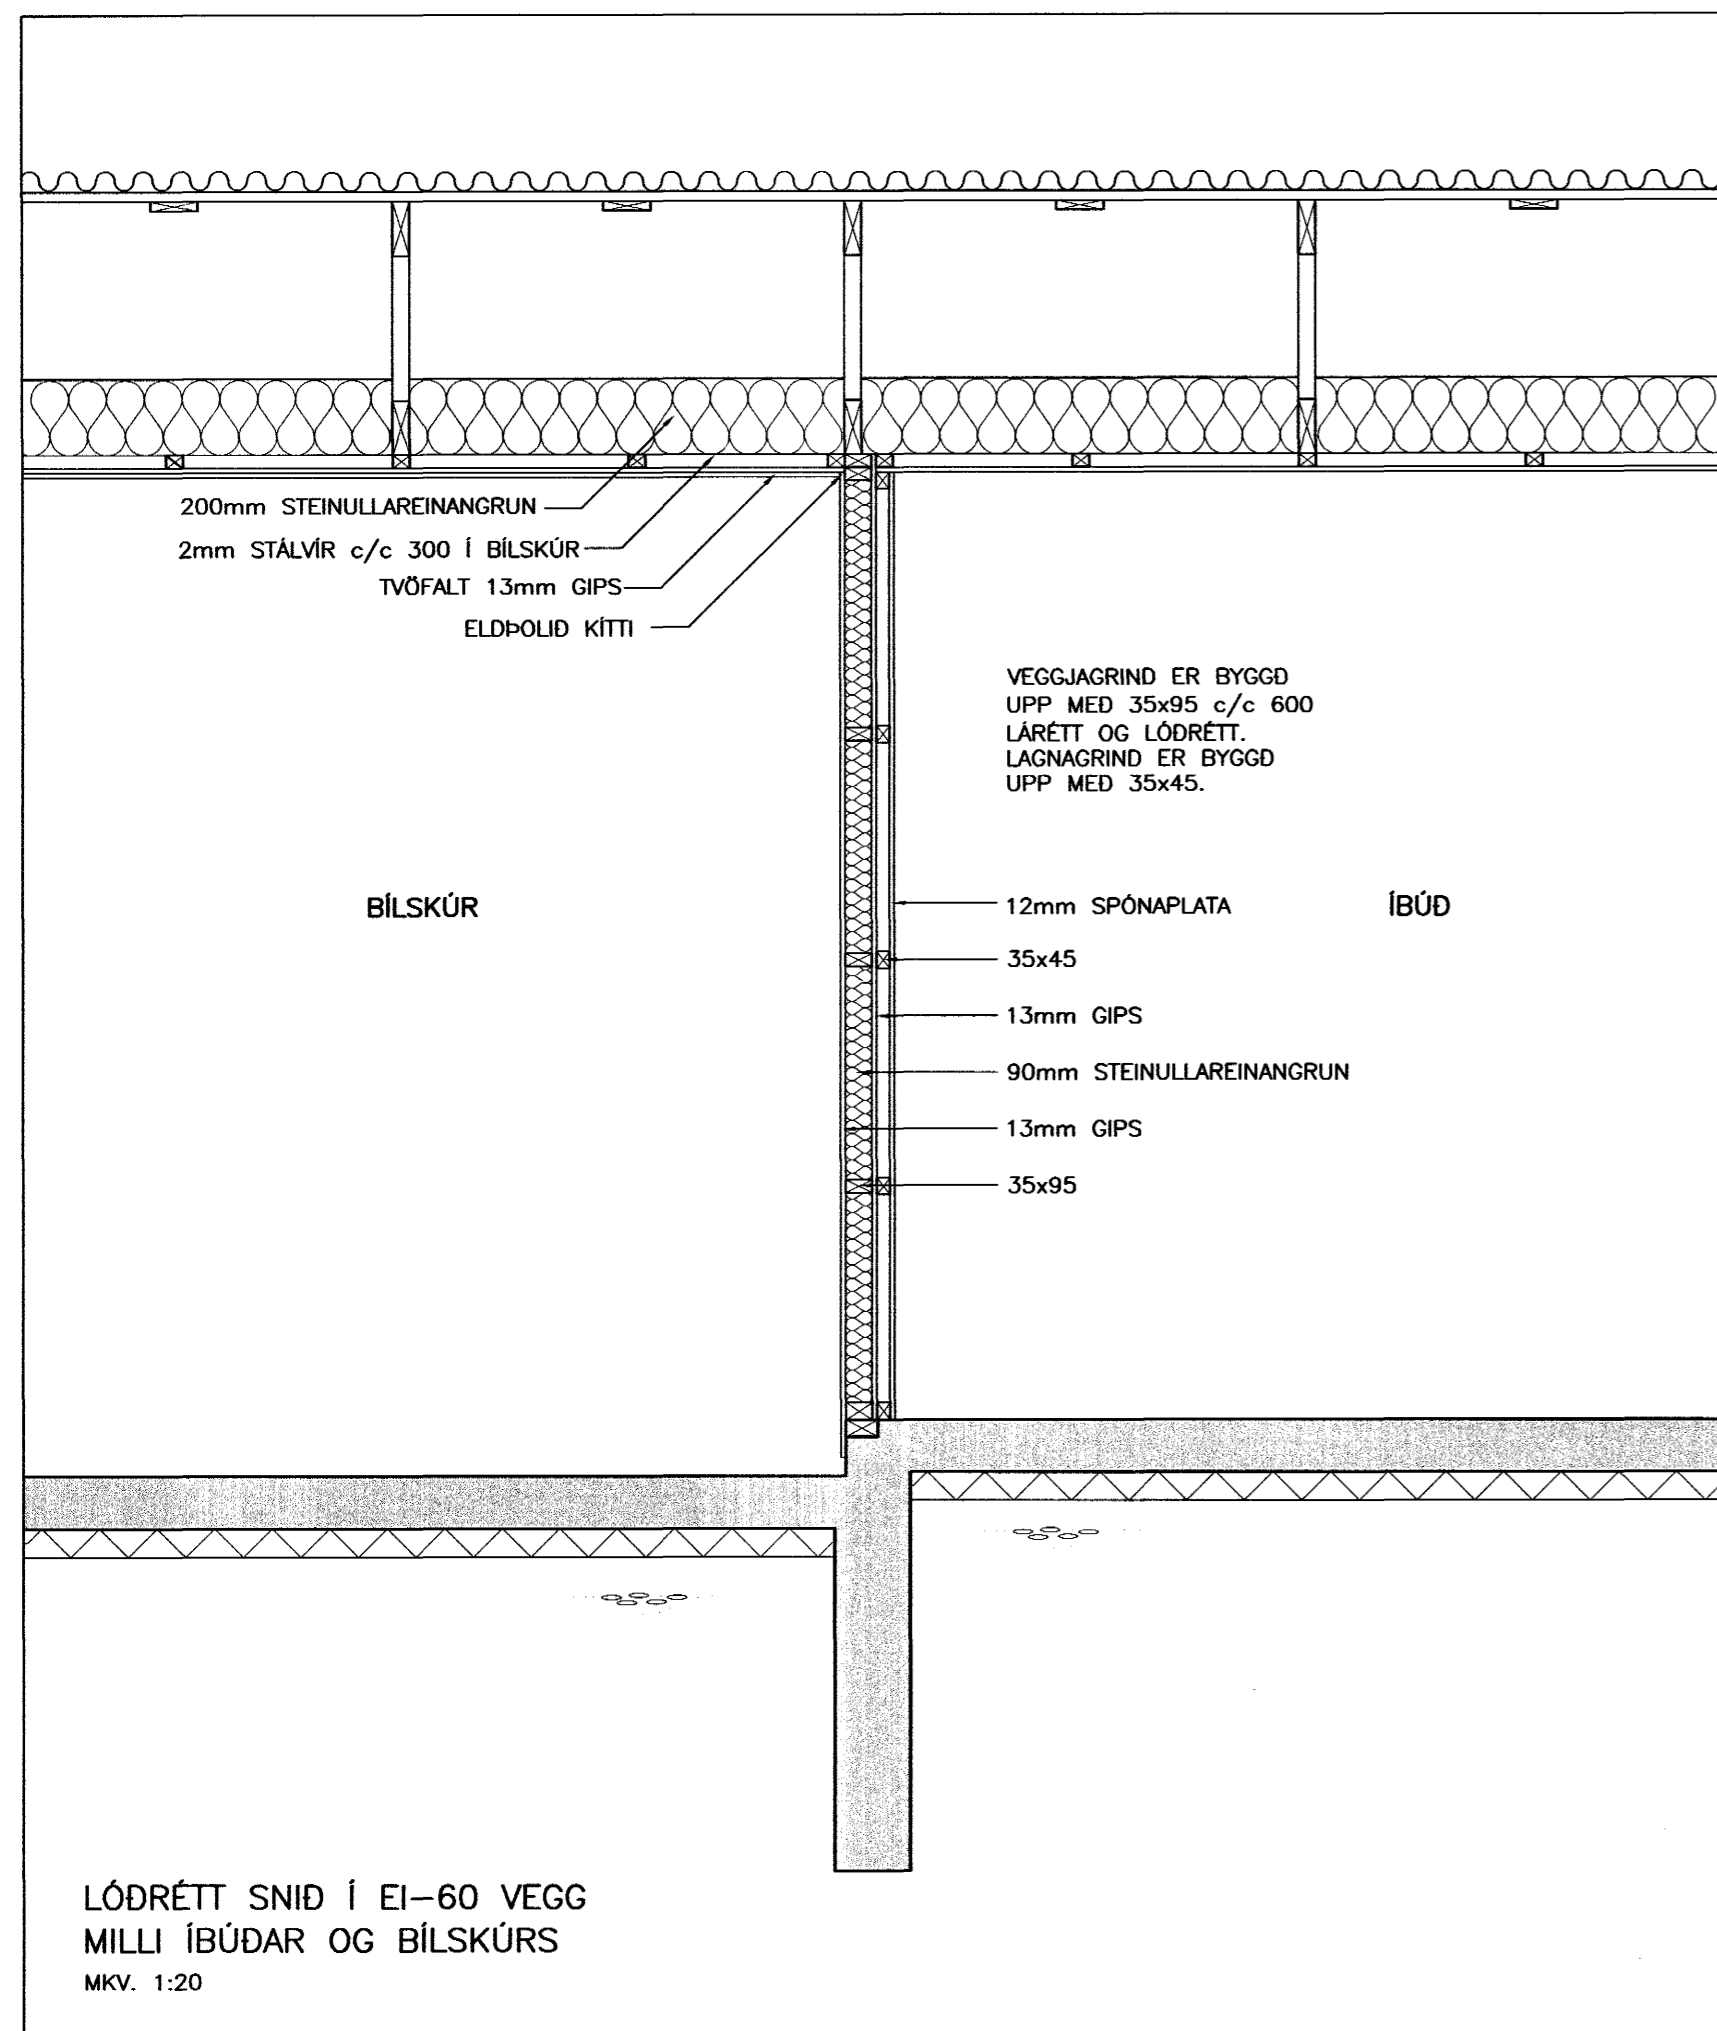 200mm STEINULLAREINANGRUN
2mm STÁLVÍR c/c 300 Í BÍLSKÚR
TVÖFALT 13mm GIPS
ELDÞOLIÐ KÍTTI
VEGGJAGRIND ER BYGGÐ
UPP MEÐ 35x95 c/c 600
LÁRÉTT OG LÓÐRÉTT.
LAGNAGRIND ER BYGGÐ
UPP MEÐ 35x45.
BÍLSKÚR
12mm SPÓNAPLATA
ÍBÚÐ
35x45
13mm GIPS
90mm STEINULLAREINANGRUN
13mm GIPS
35x95
LÓÐRÉTT SNIÐ Í EI-60 VEGG
MILLI ÍBÚÐAR OG BÍLSKÚRS
MKV. 1:20